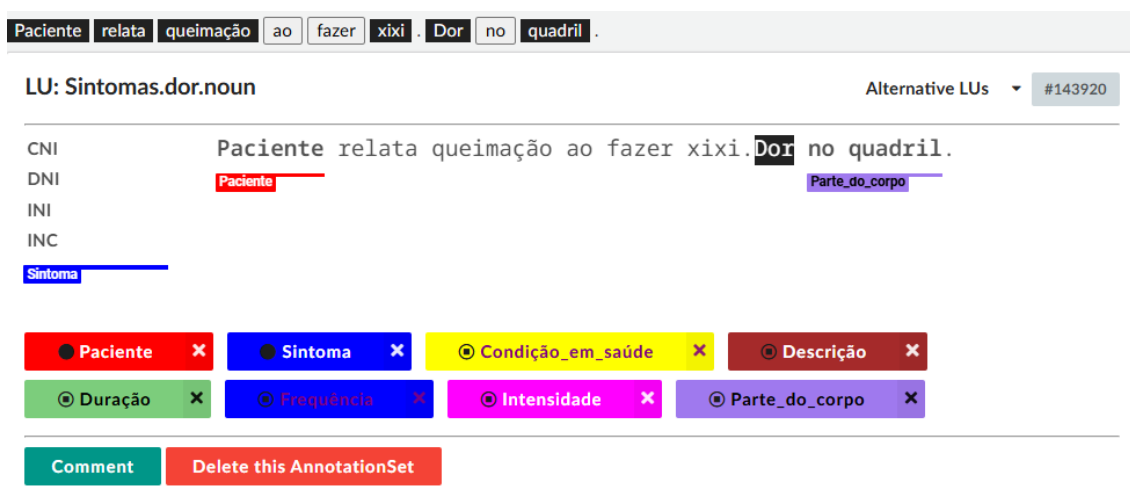 Paciente relata queimação ao fazer xixi . Dor no quadril .
LU: Sintomas.dor.noun Alternative LUs #143920
CNI Paciente relata queimação ao fazer xixi.Dor no quadril.
DNI Paciente Parte_do_corpo
INI
INC
Sintoma
Paciente × Sintoma × Condição_em_saúde × Descrição ×
Duração × Frequência × Intensidade × Parte_do_corpo ×
Comment Delete this AnnotationSet